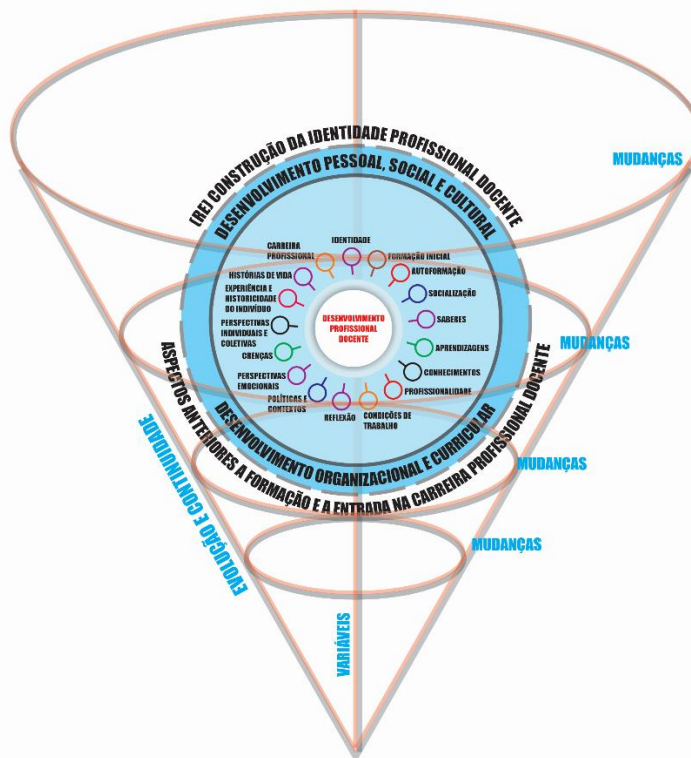 (RE) CONSTRUÇÃO DA IDENTIDADE PROFISSIONAL DOCENTE
DESENVOLVIMENTO PESSOAL, SOCIAL E CULTURAL
MUDANÇAS
IDENTIDADE
CARREIRA
PROFISSIONAL
FORMAÇÃO INICIAL
HISTÓRIAS DE VIDA
AUTOFORMAÇÃO
EXPERIÊNCIA E
HISTORICIDADE
DO INDIVÍDUO
SOCIALIZAÇÃO
DESENVOLVIMENTO
PROFISSIONAL
DOCENTE
PERSPECTIVAS
INDIVIDUAIS E
COLETIVAS
SABERES
CRENÇAS
APRENDIZAGENS
MUDANÇAS
PERSPECTIVAS
EMOCIONAIS
CONHECIMENTOS
POLÍTICAS E
CONTEXTOS
PROFISSIONALIDADE
REFLEXÃO
CONDIÇÕES DE
TRABALHO
DESENVOLVIMENTO ORGANIZACIONAL E CURRICULAR
ASPECTOS ANTERIORES A FORMAÇÃO E A ENTRADA NA CARREIRA PROFISSIONAL DOCENTE
MUDANÇAS
EVOLUÇÃO E CONTINUIDADE
MUDANÇAS
VARIÁVEIS